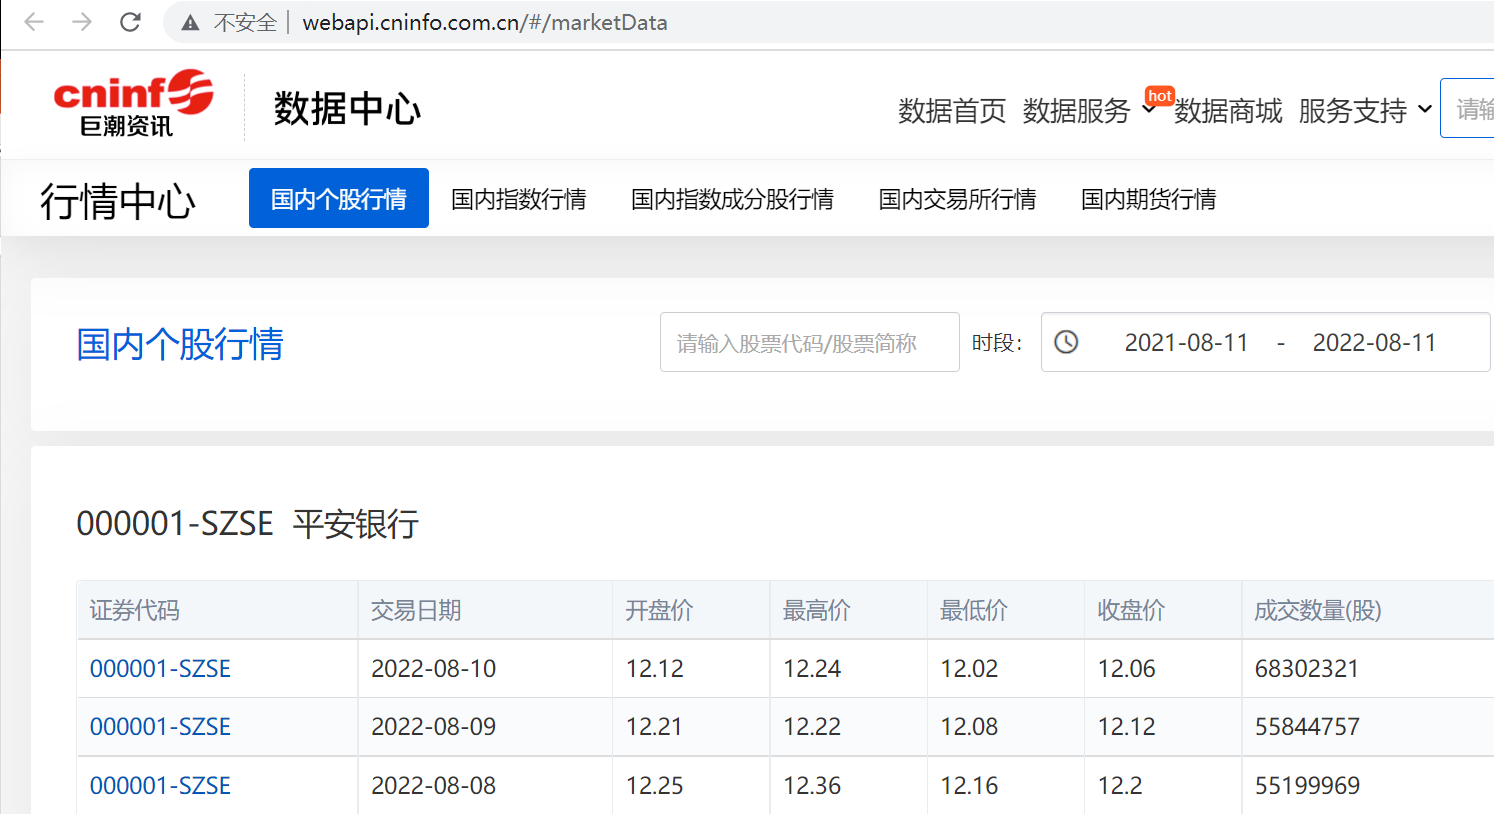 不安全 | webapi.cninfo.com.cn/#/marketData
cninf
巨潮资讯
数据中心
数据首页 数据服务 hot 数据商城 服务支持
请输
行情中心 国内个股行情 国内指数行情 国内指数成分股行情 国内交易所行情 国内期货行情
国内个股行情 请输入股票代码/股票简称 时段: 2021-08-11 - 2022-08-11
000001-SZSE 平安银行
证券代码 交易日期 开盘价 最高价 最低价 收盘价 成交数量(股)
000001-SZSE 2022-08-10 12.12 12.24 12.02 12.06 68302321
000001-SZSE 2022-08-09 12.21 12.22 12.08 12.12 55844757
000001-SZSE 2022-08-08 12.25 12.36 12.16 12.2 55199969